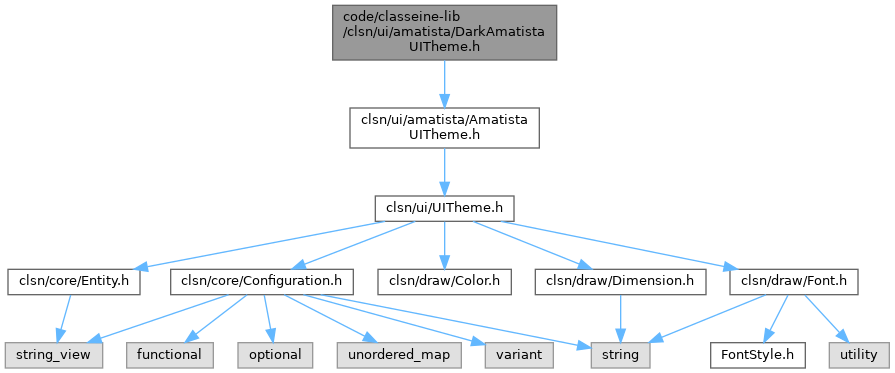 code/classeine-lib
/clsn/ui/amatista/DarkAmatista
UITheme.h
clsn/ui/amatista/Amatista
UITheme.h
clsn/ui/UITheme.h
clsn/core/Entity.h
clsn/core/Configuration.h
clsn/draw/Color.h
clsn/draw/Dimension.h
clsn/draw/Font.h
string_view
functional
optional
unordered_map
variant
string
FontStyle.h
utility